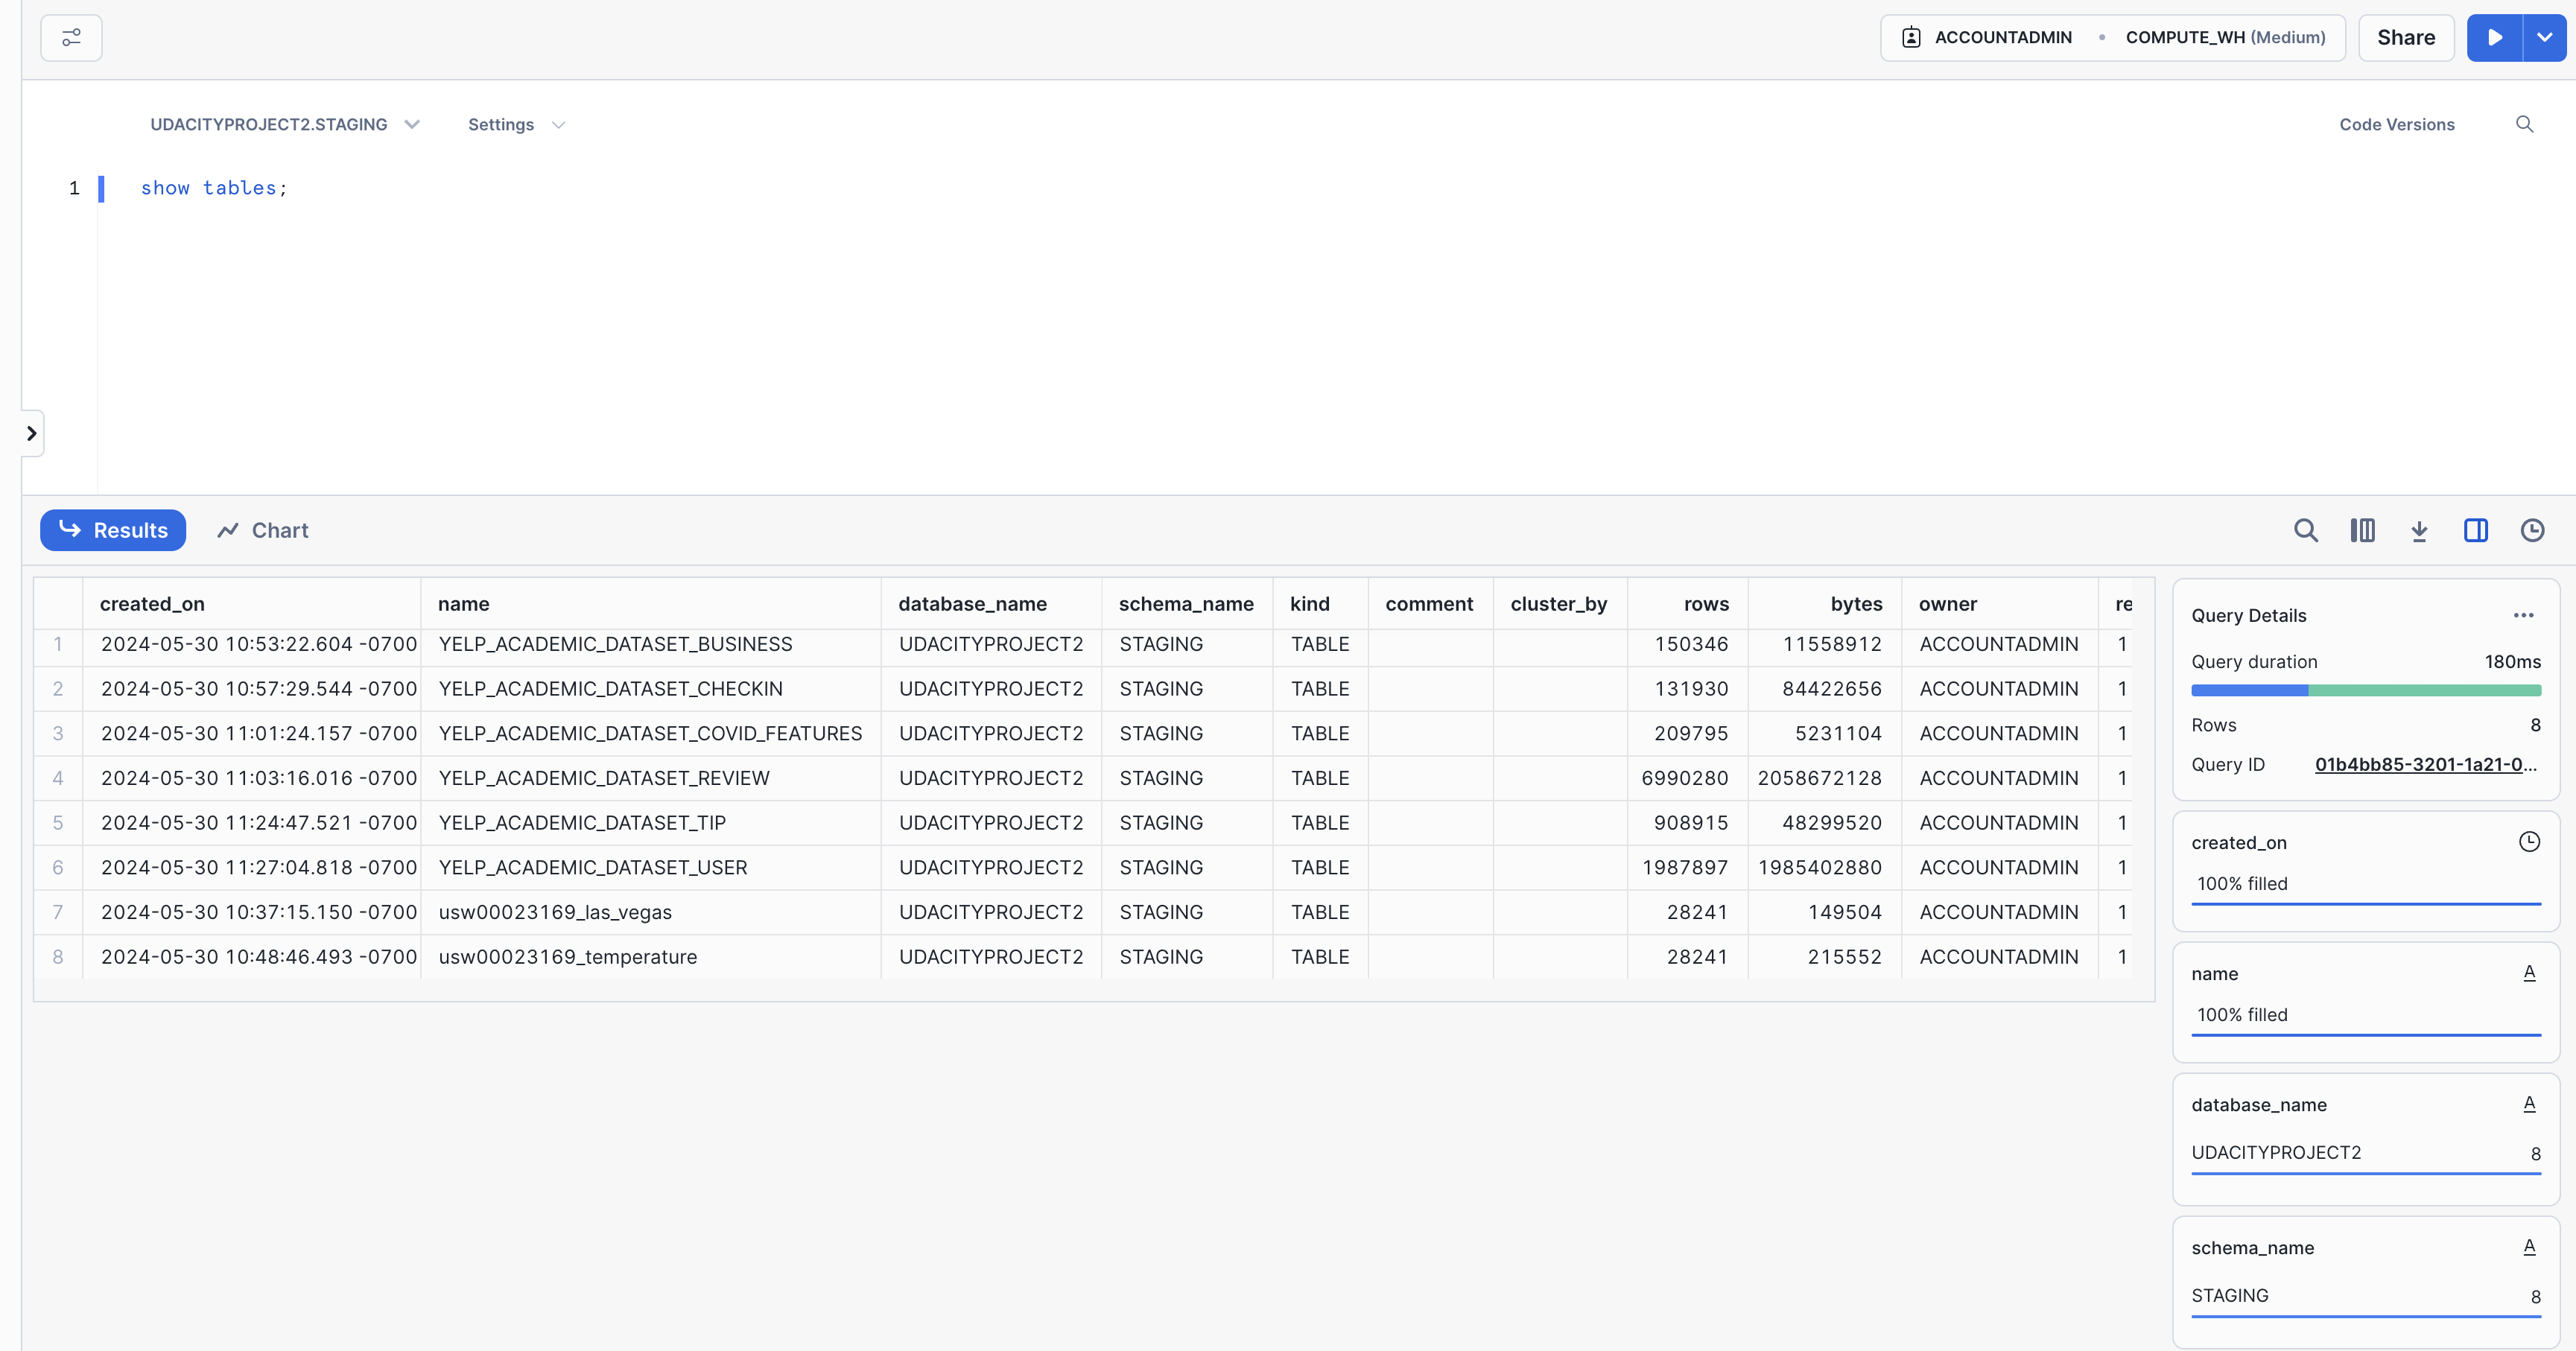 ACCOUNTADMIN • COMPUTE_WH (Medium) Share
UDACITYPROJECT2.STAGING Settings Code Versions
1 show tables;
Results Chart
created_on name database_name schema_name kind comment cluster_by rows bytes owner re
1 2024-05-30 10:53:22.604 -0700 YELP_ACADEMIC_DATASET_BUSINESS UDACITYPROJECT2 STAGING TABLE 150346 11558912 ACCOUNTADMIN 1
2 2024-05-30 10:57:29.544 -0700 YELP_ACADEMIC_DATASET_CHECKIN UDACITYPROJECT2 STAGING TABLE 131930 84422656 ACCOUNTADMIN 1
3 2024-05-30 11:01:24.157 -0700 YELP_ACADEMIC_DATASET_COVID_FEATURES UDACITYPROJECT2 STAGING TABLE 209795 5231104 ACCOUNTADMIN 1
4 2024-05-30 11:03:16.016 -0700 YELP_ACADEMIC_DATASET_REVIEW UDACITYPROJECT2 STAGING TABLE 6990280 2058672128 ACCOUNTADMIN 1
5 2024-05-30 11:24:47.521 -0700 YELP_ACADEMIC_DATASET_TIP UDACITYPROJECT2 STAGING TABLE 908915 48299520 ACCOUNTADMIN 1
6 2024-05-30 11:27:04.818 -0700 YELP_ACADEMIC_DATASET_USER UDACITYPROJECT2 STAGING TABLE 1987897 1985402880 ACCOUNTADMIN 1
7 2024-05-30 10:37:15.150 -0700 usw00023169_las_vegas UDACITYPROJECT2 STAGING TABLE 28241 149504 ACCOUNTADMIN 1
8 2024-05-30 10:48:46.493 -0700 usw00023169_temperature UDACITYPROJECT2 STAGING TABLE 28241 215552 ACCOUNTADMIN 1
Query Details ...
Query duration 180ms
Rows 8
Query ID 01b4bb85-3201-1a21-0...
created_on
100% filled
name A
100% filled
database_name A
UDACITYPROJECT2 8
schema_name A
STAGING 8